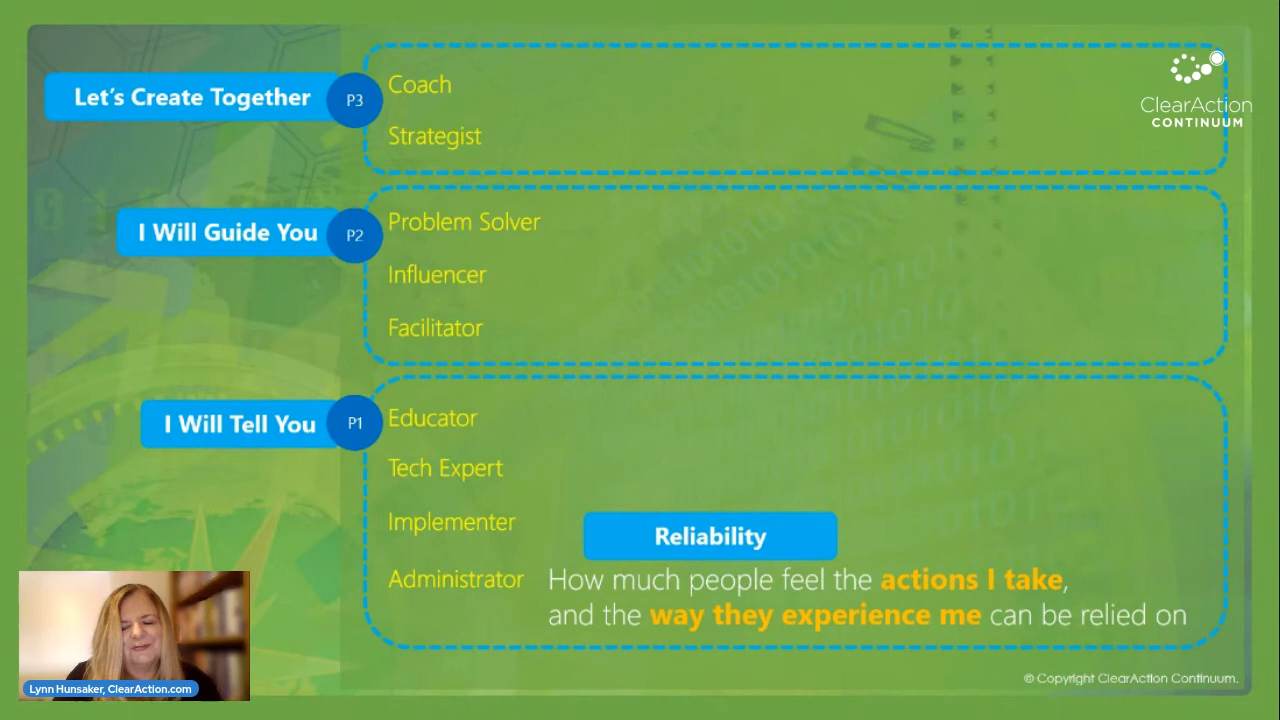 Let's Create Together
P3
Coach
Strategist
ClearAction
CONTINUUM
I Will Guide You
P2
Problem Solver
Influencer
Facilitator
I Will Tell You
P1
Educator
Tech Expert
Implementer
Reliability
Administrator
How much people feel the actions I take,
and the way they experience me can be relied on
© Copyright ClearAction Continuum.
Lynn Hunsaker, ClearAction.com